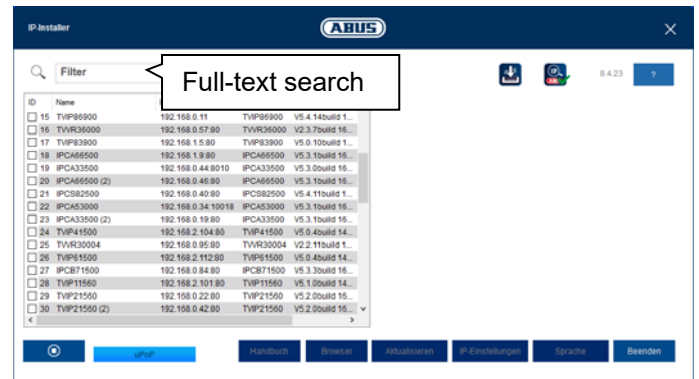 IP-Installer
ABUS
Filter
Full-text search
8.4.23
?
ID Name
15 TVIP86900 192.168.0.11 TVIP86900 V5.4.14build 1...
16 TVVR36000 192.168.0.57:80 TVVR36000 V2.3.7build 16...
17 TVIP83900 192.168.1.5:80 TVIP83900 V5.0.10build 1...
18 IPCA66500 192.168.1.9:80 IPCA66500 V5.3.1build 16...
19 IPCA33500 192.168.0.44:8010 IPCA33500 V5.3.0build 16...
20 IPCA66500 (2) 192.168.0.46:80 IPCA66500 V5.3.1build 16...
21 IPCS82500 192.168.0.40:80 IPCS82500 V5.4.11build 1...
22 IPCA53000 192.168.0.34:10018 IPCA53000 V5.3.1build 16...
23 IPCA33500 (2) 192.168.0.19:80 IPCA33500 V5.3.1build 16...
24 TVIP41500 192.168.2.104:80 TVIP41500 V5.0.4build 14...
25 TVVR30004 192.168.0.95:80 TVVR30004 V2.2.11build 1...
26 TVIP61500 192.168.2.112:80 TVIP61500 V5.0.4build 14...
27 IPCB71500 192.168.0.84:80 IPCB71500 V5.3.3build 16...
28 TVIP11560 192.168.2.101:80 TVIP11560 V5.1.0build 14...
29 TVIP21560 192.168.0.22:80 TVIP21560 V5.2.0build 16...
30 TVIP21560 (2) 192.168.0.42:80 TVIP21560 V5.2.0build 16...
uPnP
Handbuch Browser Aktualisieren IP-Einstellungen Sprache Beenden